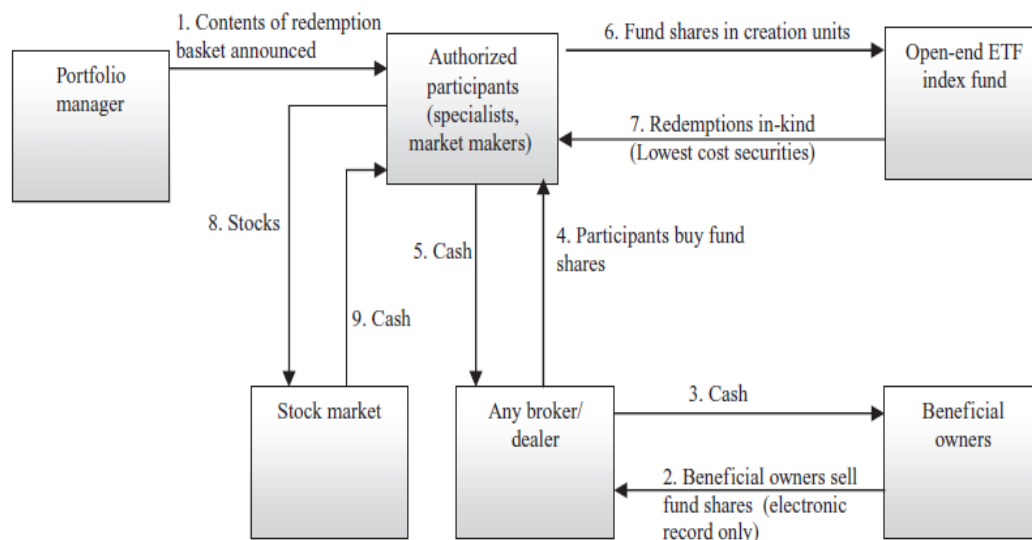 1. Contents of redemption
basket announced
Portfolio
manager
Authorized
participants
(specialists,
market makers)
6. Fund shares in creation units
Open-end ETF
index fund
7. Redemptions in-kind
(Lowest cost securities)
8. Stocks
5. Cash
4. Participants buy fund
shares
9. Cash
Stock market
Any broker/
dealer
3. Cash
Beneficial
owners
2. Beneficial owners sell
fund shares (electronic
record only)